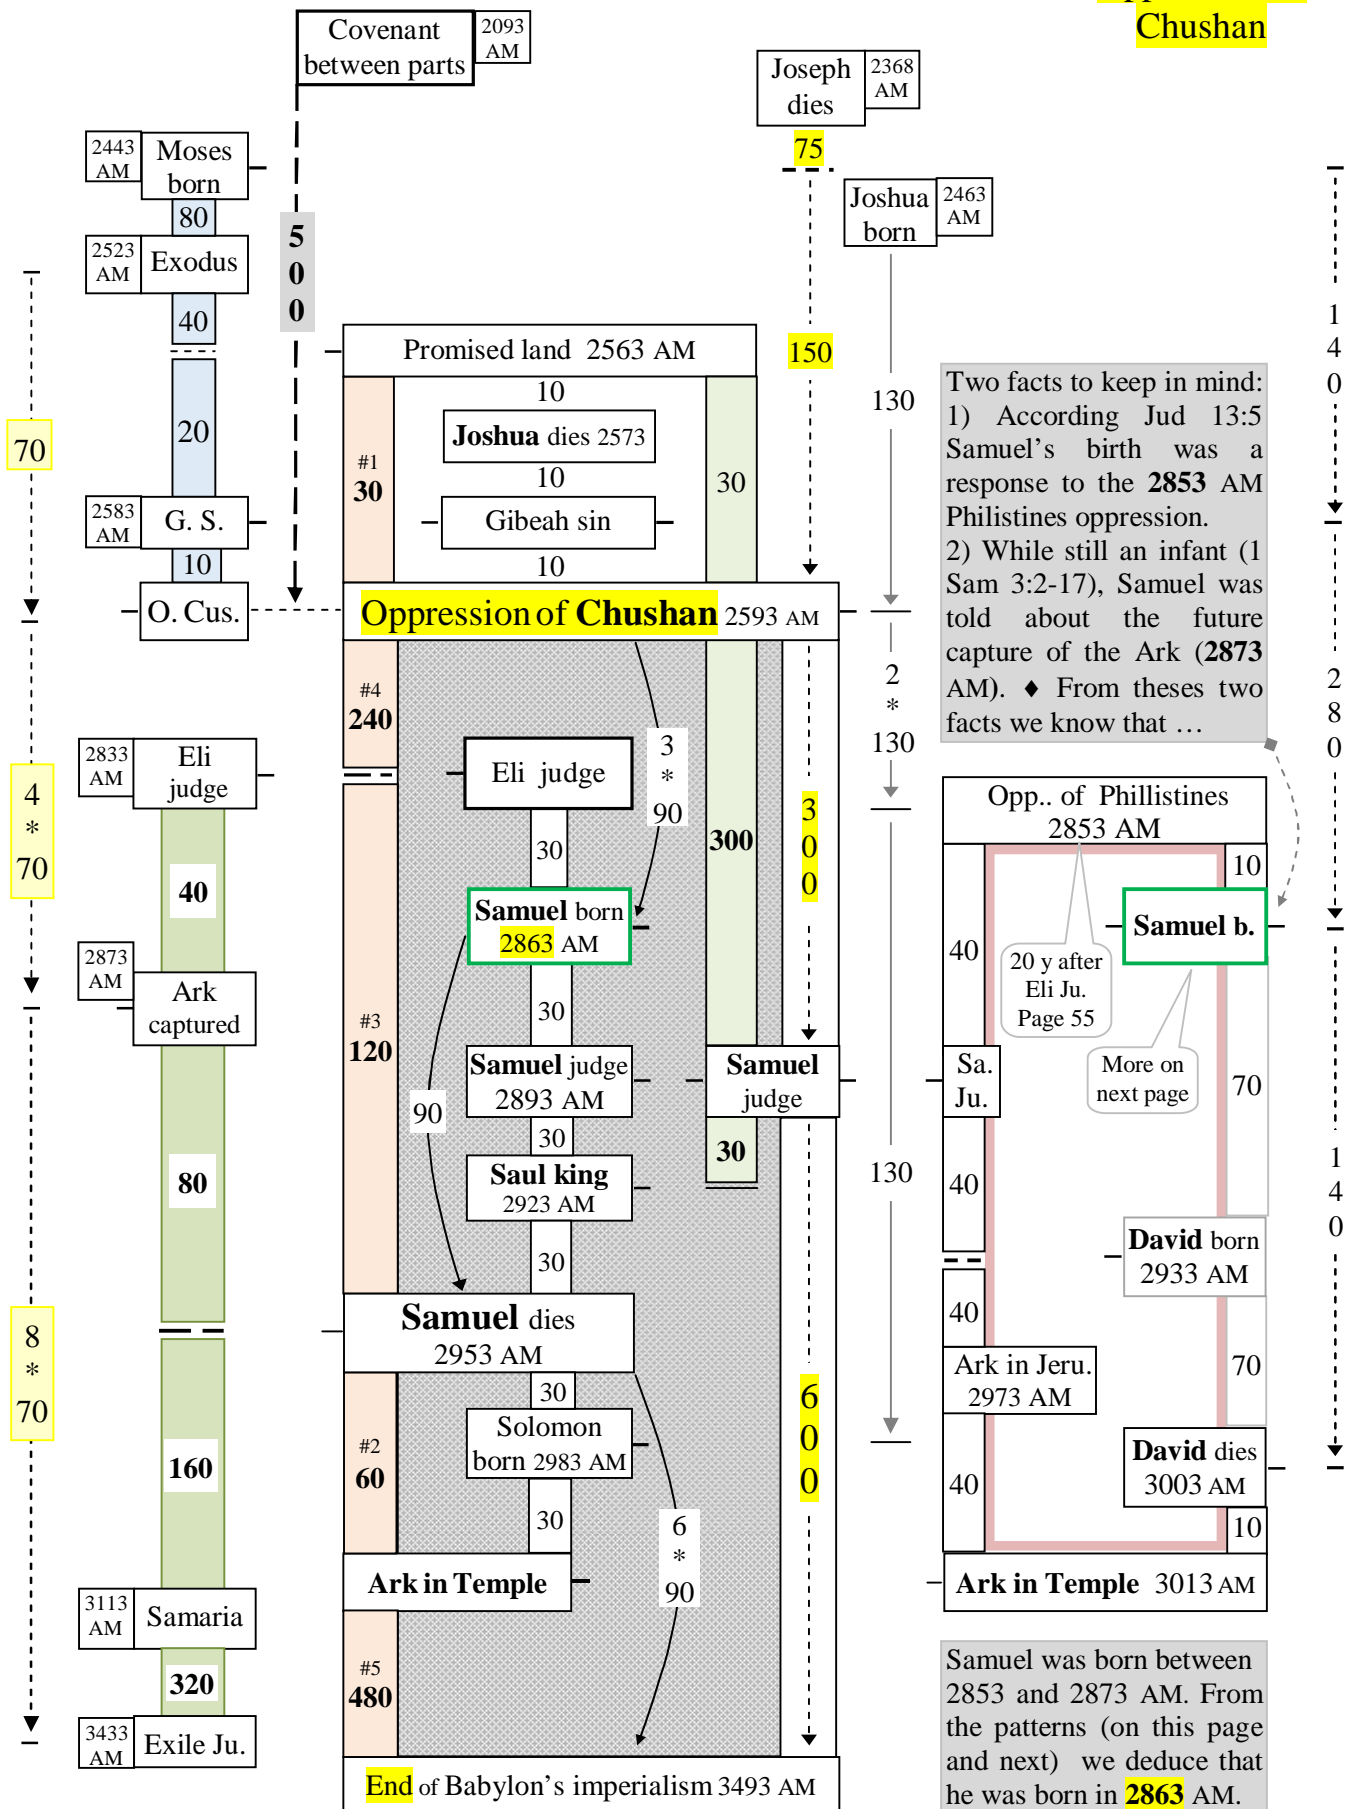 Chushan
Covenant
between parts
2093
AM
Joseph
dies
2368
AM
75
2443
AM
Moses
born
80
2523
AM
Exodus
40
20
2583
AM
G. S.
10
O. Cus.
70
4
*
70
8
*
70
5
0
0
Joshua
born
2463
AM
150
130
Promised land 2563 AM
10
Joshua dies 2573
10
Gibeah sin
10
#1
30
30
Oppression of Chushan 2593 AM
#4
240
3
*
90
2
*
130
300
3
0
0
2833
AM
Eli
judge
40
2873
AM
Ark
captured
80
160
3113
AM
Samaria
320
3433
AM
Exile Ju.
Eli judge
30
Samuel born
2863 AM
30
#3
120
90
Samuel judge
2893 AM
Samuel
judge
30
30
Saul king
2923 AM
30
Samuel dies
2953 AM
30
Solomon
born 2983 AM
30
#2
60
6
*
90
6
0
0
130
Ark in Temple
#5
480
End of Babylon’s imperialism 3493 AM
Two facts to keep in mind:
1) According Jud 13:5
Samuel’s birth was a
response to the 2853 AM
Philistines oppression.
2) While still an infant (1
Sam 3:2-17), Samuel was
told about the future
capture of the Ark (2873
AM). ♦ From theses two
facts we know that …
Opp.. of Phillistines
2853 AM
10
Samuel b.
40
20 y after
Eli Ju.
Page 55
More on
next page
Sa.
Ju.
70
40
David born
2933 AM
40
Ark in Jeru.
2973 AM
70
David dies
3003 AM
40
10
Ark in Temple 3013 AM
1
4
0
2
8
0
1
4
0
Samuel was born between
2853 and 2873 AM. From
the patterns (on this page
and next) we deduce that
he was born in 2863 AM.